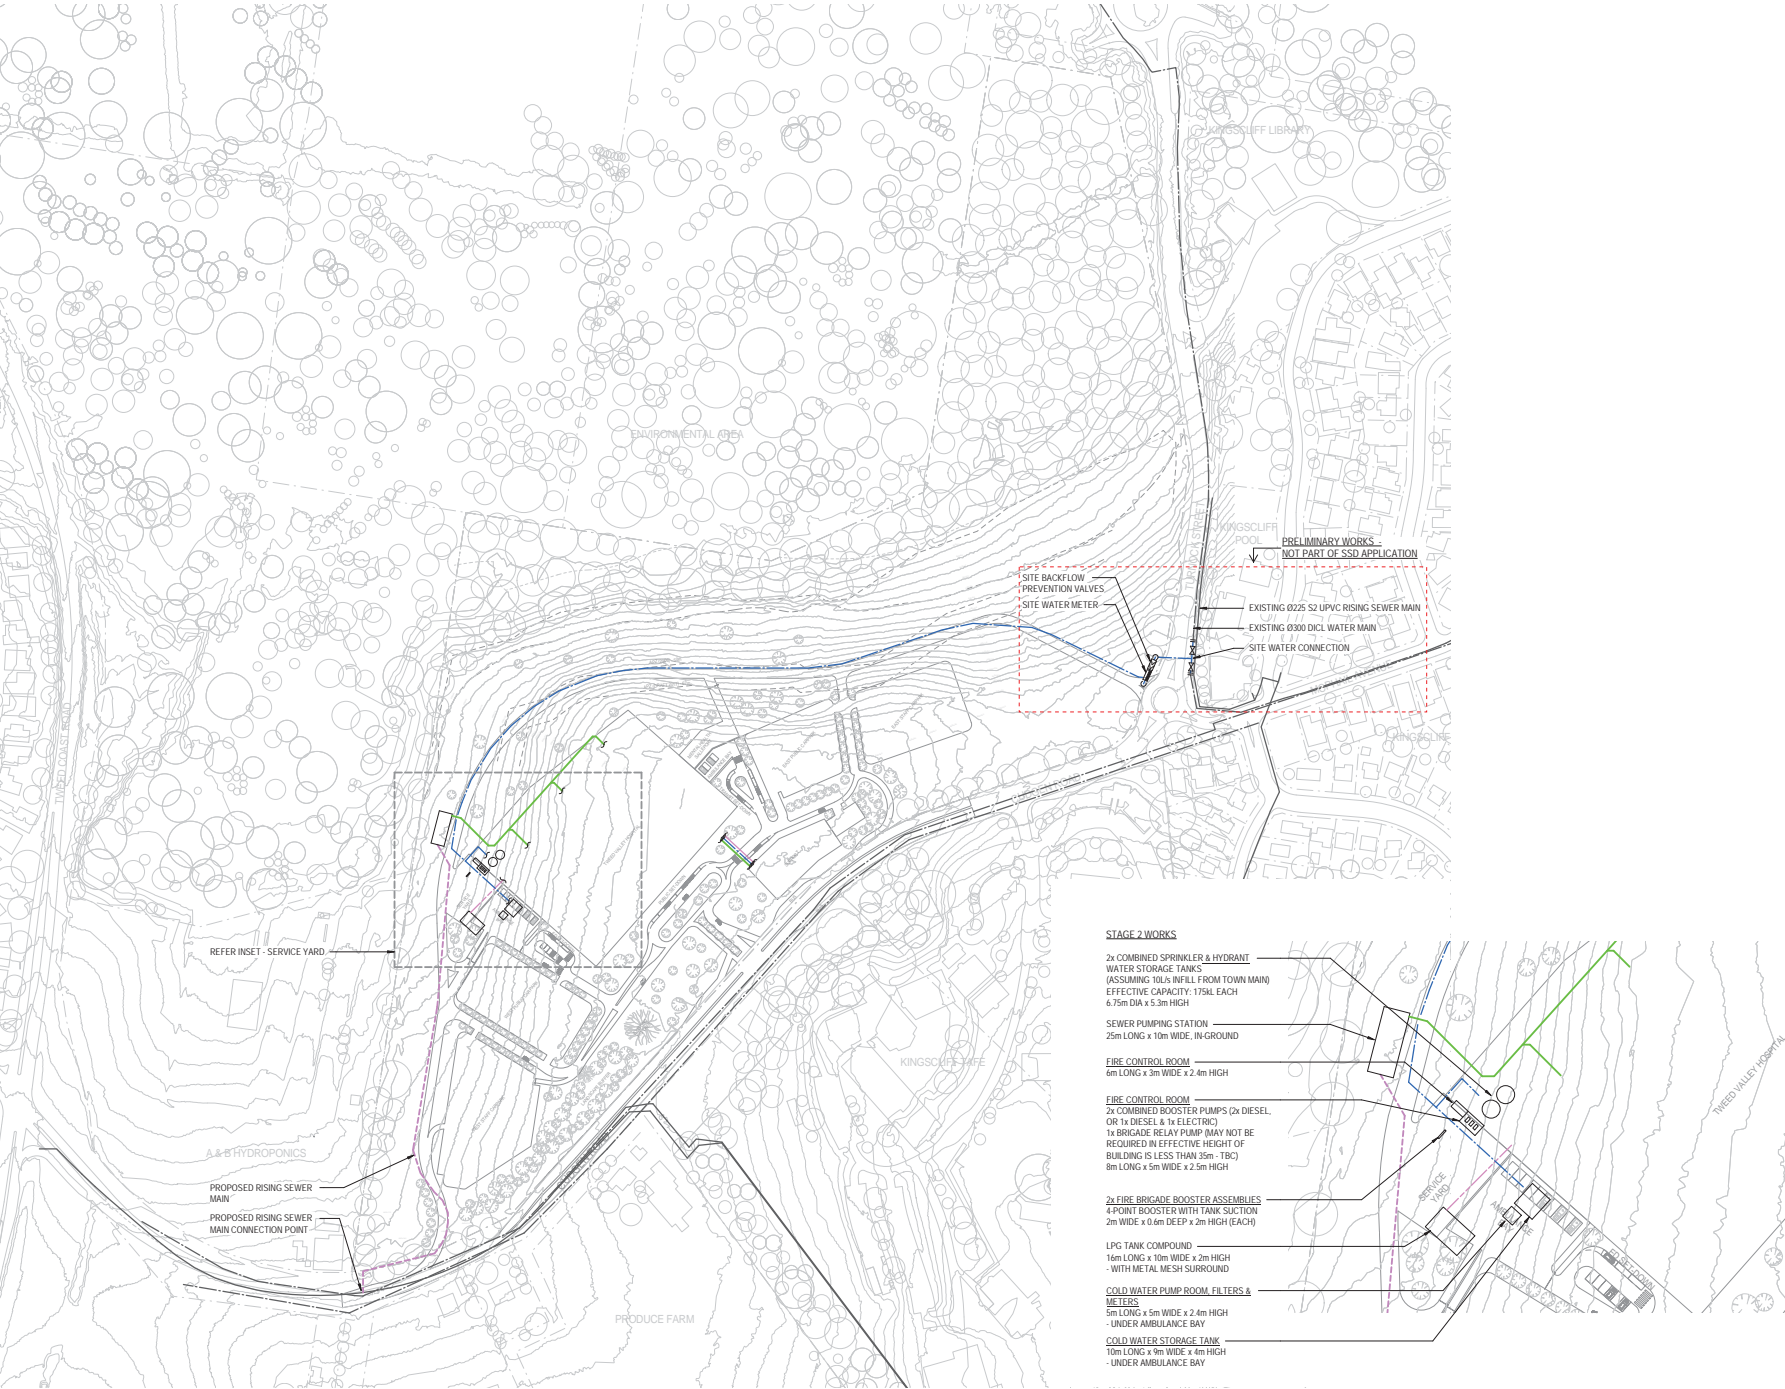 KINGSCLIFF LIBRARY
ENVIRONMENTAL AREA
TWEED COAST ROAD
KINGSCLIFF
POOL
PRELIMINARY WORKS -
NOT PART OF SSD APPLICATION
SITE BACKFLOW
PREVENTION VALVES
SITE WATER METER
EXISTING Ø225 S2 UPVC RISING SEWER MAIN
EXISTING Ø300 DICL WATER MAIN
SITE WATER CONNECTION
KINGSCLIFF
REFER INSET - SERVICE YARD
KINGSCLIFF TAFE
A & B HYDROPONICS
PROPOSED RISING SEWER
MAIN
PROPOSED RISING SEWER
MAIN CONNECTION POINT
PRODUCE FARM
STAGE 2 WORKS
2x COMBINED SPRINKLER & HYDRANT
WATER STORAGE TANKS
(ASSUMING 10L/s INFILL FROM TOWN MAIN)
EFFECTIVE CAPACITY: 175kL EACH
6.75m DIA x 5.3m HIGH
SEWER PUMPING STATION
25m LONG x 10m WIDE, IN-GROUND
FIRE CONTROL ROOM
6m LONG x 3m WIDE x 2.4m HIGH
FIRE CONTROL ROOM
2x COMBINED BOOSTER PUMPS (2x DIESEL,
OR 1x DIESEL & 1x ELECTRIC)
1x BRIGADE RELAY PUMP (MAY NOT BE
REQUIRED IN EFFECTIVE HEIGHT OF
BUILDING IS LESS THAN 35m - TBC)
8m LONG x 5m WIDE x 2.5m HIGH
2x FIRE BRIGADE BOOSTER ASSEMBLIES
4-POINT BOOSTER WITH TANK SUCTION
2m WIDE x 0.6m DEEP x 2m HIGH (EACH)
LPG TANK COMPOUND
16m LONG x 10m WIDE x 2m HIGH
- WITH METAL MESH SURROUND
COLD WATER PUMP ROOM, FILTERS &
METERS
5m LONG x 5m WIDE x 2.4m HIGH
- UNDER AMBULANCE BAY
COLD WATER STORAGE TANK
10m LONG x 9m WIDE x 4m HIGH
- UNDER AMBULANCE BAY
TWEED VALLEY HOSPITAL
SERVICE
YARD